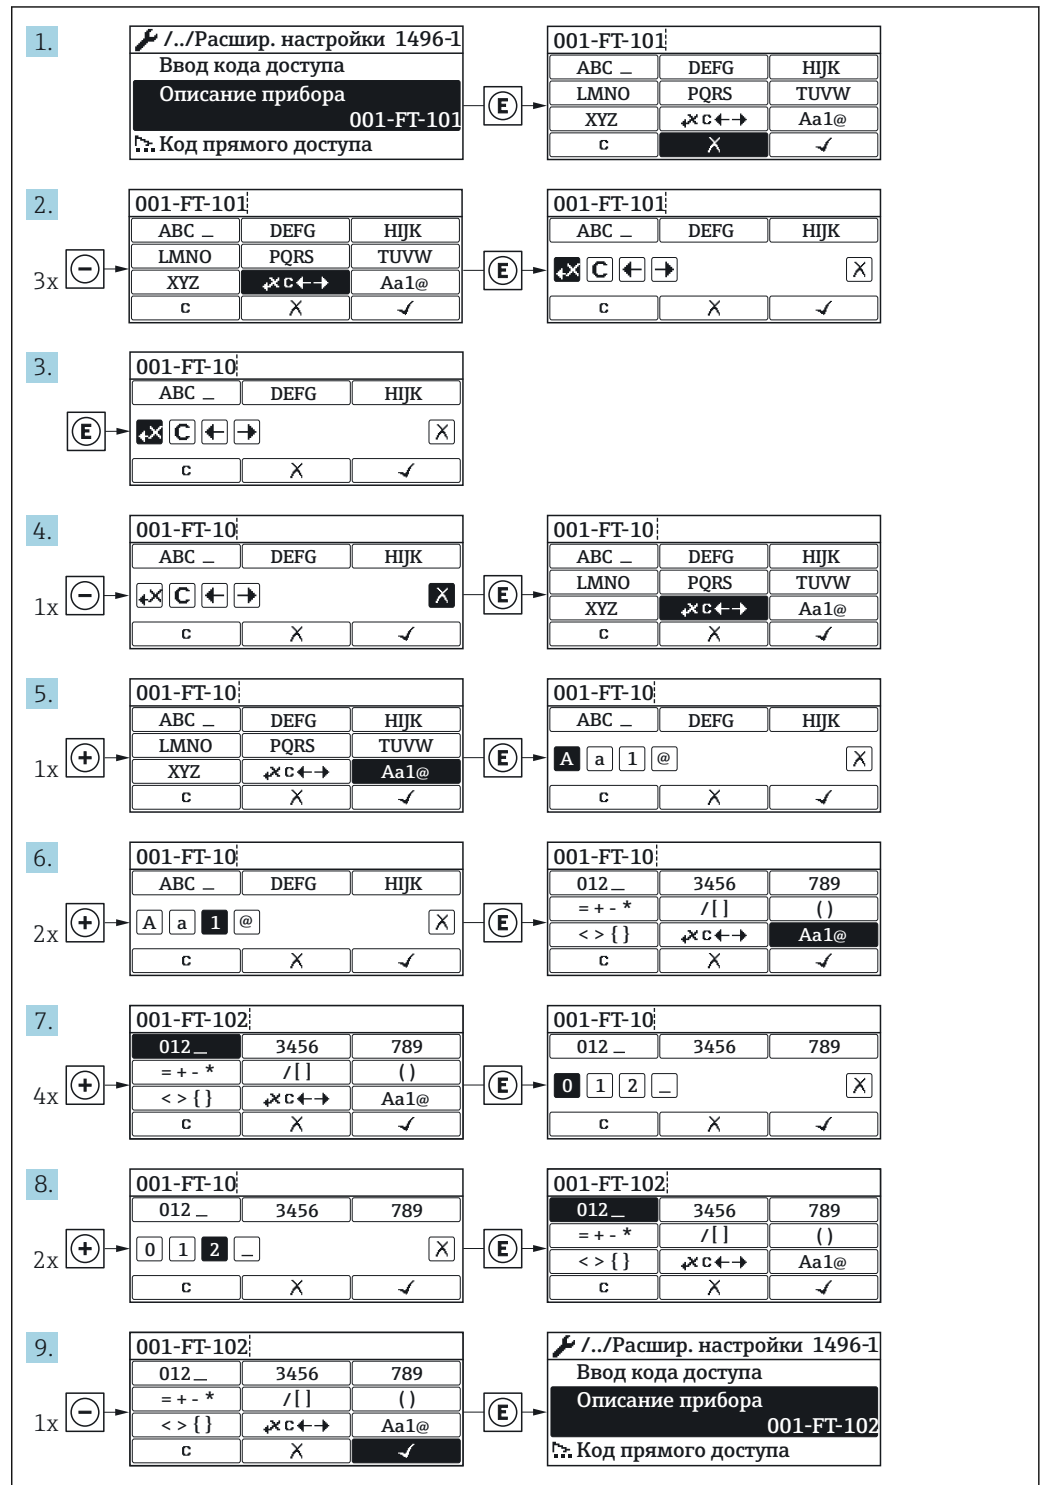 1.
/../Расшир. настройки 1496-1
Ввод кода доступа
Описание прибора
001-FT-101
Код прямого доступа
E
001-FT-101
ABC _ DEFG HIJK
LMNO PQRS TUVW
XYZ ↵X C ←→ Aa1@
C X ✓
2.
3x −
001-FT-101
ABC _ DEFG HIJK
LMNO PQRS TUVW
XYZ ↵X C ←→ Aa1@
C X ✓
E
001-FT-101
ABC _ DEFG HIJK
↵X C ← → X
C X ✓
3.
E
001-FT-10
ABC _ DEFG HIJK
↵X C ← → X
C X ✓
4.
1x −
001-FT-10
ABC _ DEFG HIJK
↵X C ← → X
C X ✓
E
001-FT-10
ABC _ DEFG HIJK
LMNO PQRS TUVW
XYZ ↵X C ←→ Aa1@
C X ✓
5.
1x +
001-FT-10
ABC _ DEFG HIJK
LMNO PQRS TUVW
XYZ ↵X C ←→ Aa1@
C X ✓
E
001-FT-10
ABC _ DEFG HIJK
A a 1 @ X
C X ✓
6.
2x +
001-FT-10
ABC _ DEFG HIJK
A a 1 @ X
C X ✓
E
001-FT-10
012 _ 3456 789
= + - * / [ ] ( )
< > { } ↵X C ←→ Aa1@
C X ✓
7.
4x +
001-FT-102
012 _ 3456 789
= + - * / [ ] ( )
< > { } ↵X C ←→ Aa1@
C X ✓
E
001-FT-10
012 _ 3456 789
0 1 2 _ X
C X ✓
8.
2x +
001-FT-10
012 _ 3456 789
0 1 2 _ X
C X ✓
E
001-FT-102
012 _ 3456 789
= + - * / [ ] ( )
< > { } ↵X C ←→ Aa1@
C X ✓
9.
1x −
001-FT-102
012 _ 3456 789
= + - * / [ ] ( )
< > { } ↵X C ←→ Aa1@
C X ✓
E
/../Расшир. настройки 1496-1
Ввод кода доступа
Описание прибора
001-FT-102
Код прямого доступа